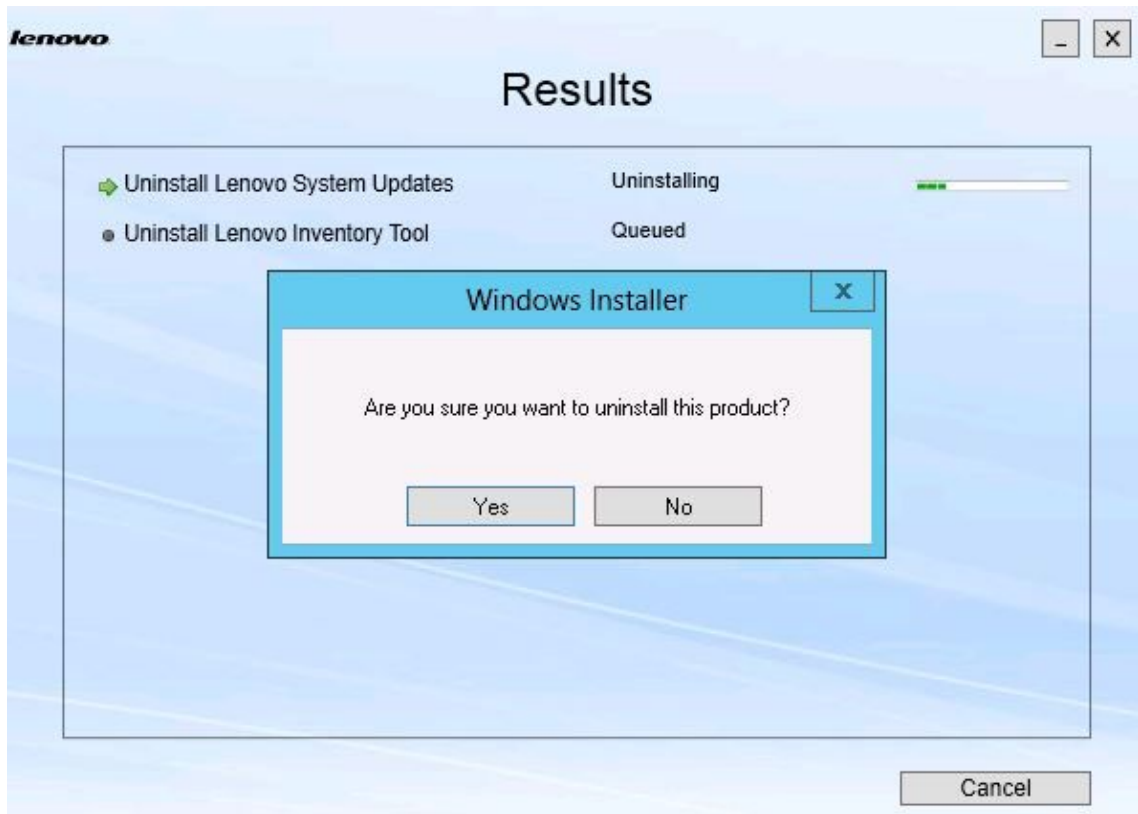 lenovo
Results
Uninstall Lenovo System Updates Uninstalling
Uninstall Lenovo Inventory Tool Queued
Windows Installer
Are you sure you want to uninstall this product?
Yes No
Cancel